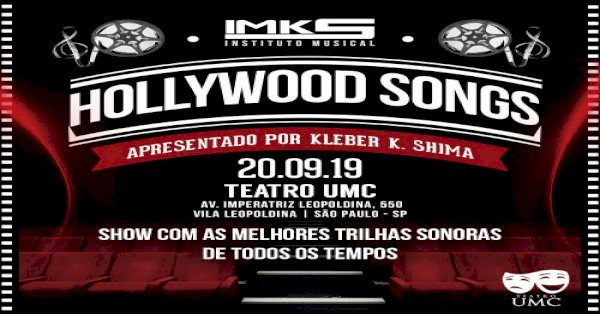 IMKS
INSTITUTO MUSICAL
HOLLYWOOD SONGS
APRESENTADO POR KLEBER K. SHIMA
20.09.19
TEATRO UMC
AV. IMPERATRIZ LEOPOLDINA, 550
VILA LEOPOLDINA | SÃO PAULO - SP
SHOW COM AS MELHORES TRILHAS SONORAS
DE TODOS OS TEMPOS
TEATRO
UMC